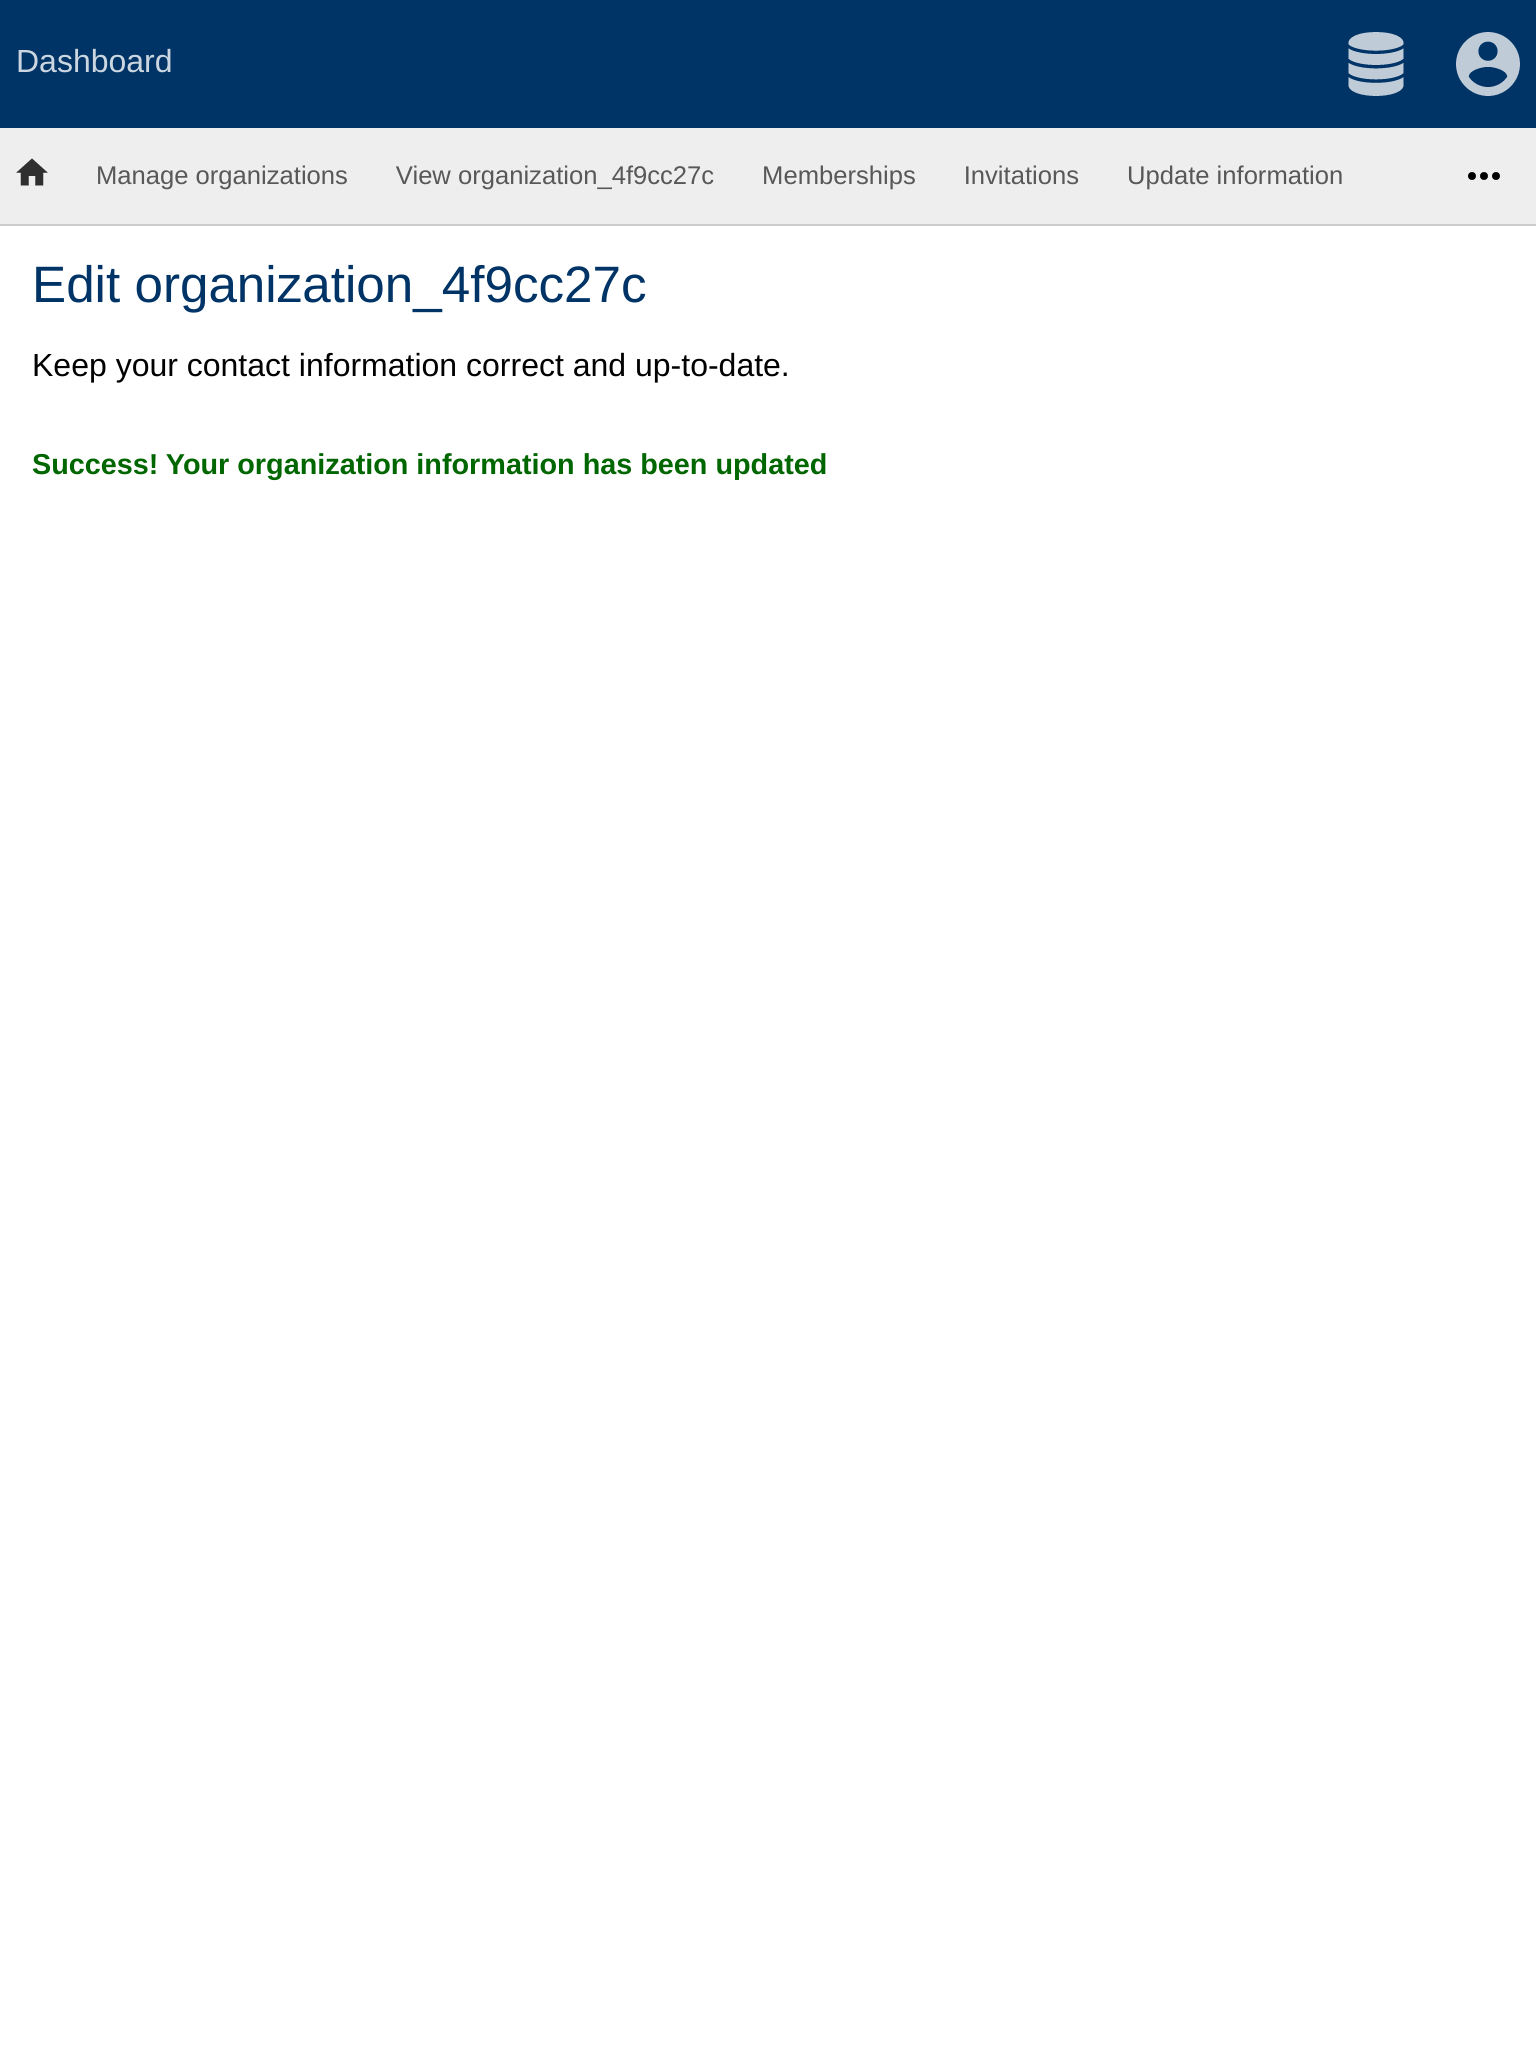 Dashboard
Manage organizations View organization_4f9cc27c Memberships Invitations Update information
Edit organization_4f9cc27c
Keep your contact information correct and up-to-date.
Success! Your organization information has been updated